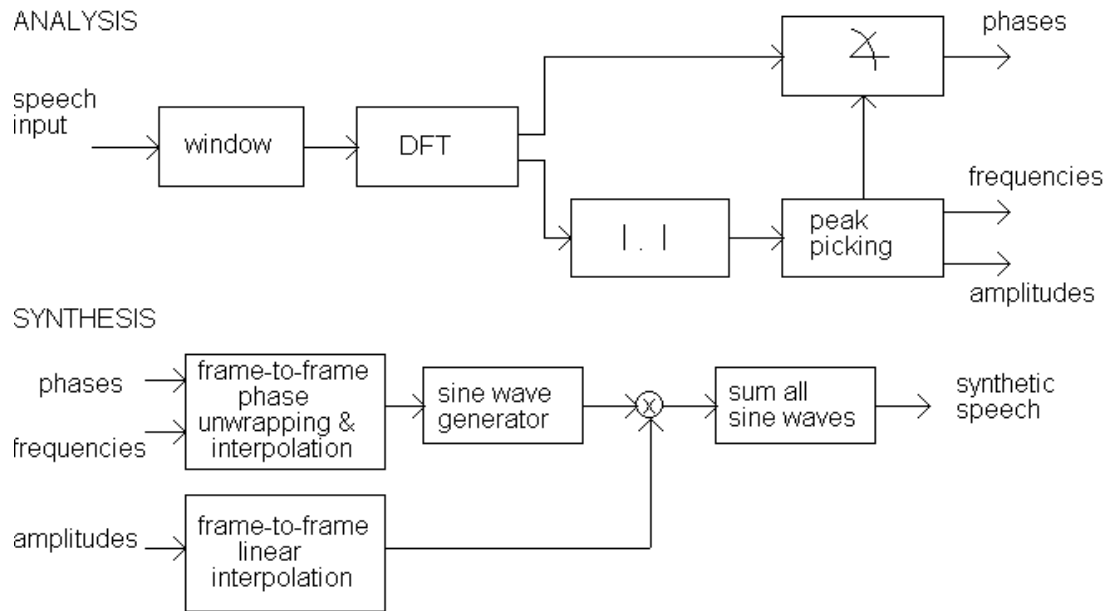 ANALYSIS
phases
speech
input
window
DFT
| . |
peak
picking
frequencies
amplitudes
SYNTHESIS
phases
frequencies
frame-to-frame
phase
unwrapping &
interpolation
sine wave
generator
x
sum all
sine waves
synthetic
speech
amplitudes
frame-to-frame
linear
interpolation